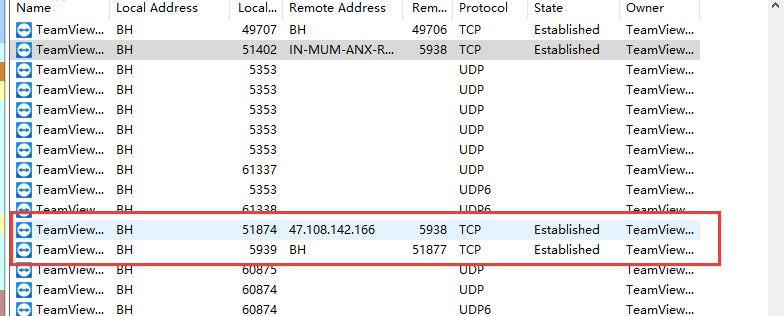 Name Local Address Local... Remote Address Rem... Protocol State Owner
TeamView... BH 49707 BH 49706 TCP Established TeamView...
TeamView... BH 51402 IN-MUM-ANX-R... 5938 TCP Established TeamView...
TeamView... BH 5353 UDP TeamView...
TeamView... BH 5353 UDP TeamView...
TeamView... BH 5353 UDP TeamView...
TeamView... BH 5353 UDP TeamView...
TeamView... BH 5353 UDP TeamView...
TeamView... BH 61337 UDP TeamView...
TeamView... BH 5353 UDP6 TeamView...
TeamView... BH 61338 UDP6 TeamView...
TeamView... BH 51874 47.108.142.166 5938 TCP Established TeamView...
TeamView... BH 5939 BH 51877 TCP Established TeamView...
TeamView... BH 60875 UDP TeamView...
TeamView... BH 60874 UDP TeamView...
TeamView... BH 60874 UDP6 TeamView...